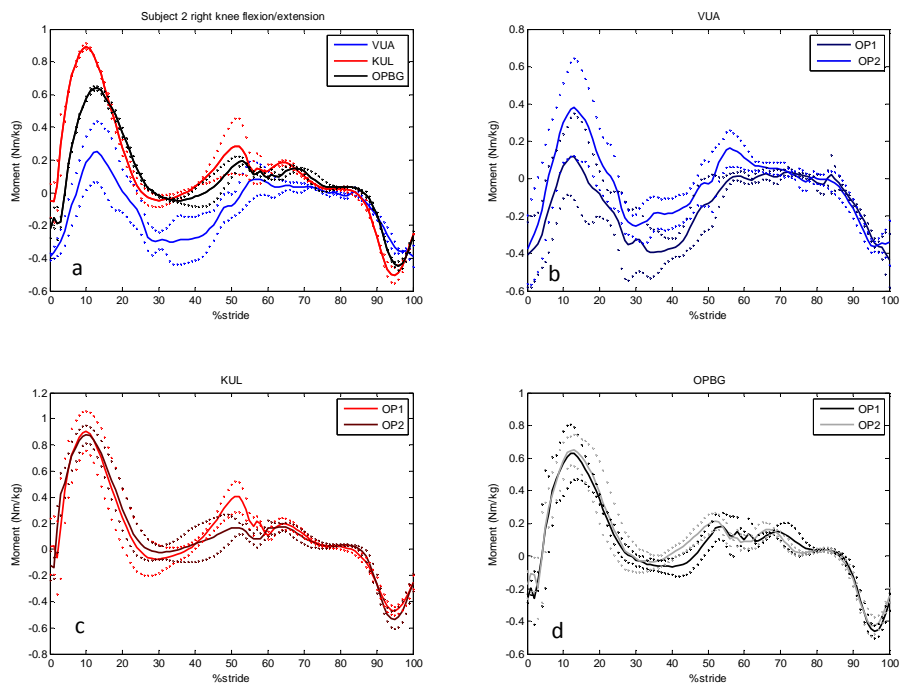 Subject 2 right knee flexion/extension
Moment (Nm/kg)
1
0.8
0.6
0.4
0.2
0
-0.2
-0.4
-0.6
VUA
KUL
OPBG
a
0 10 20 30 40 50 60 70 80 90 100
%stride
VUA
Moment (Nm/kg)
0.8
0.6
0.4
0.2
0
-0.2
-0.4
-0.6
OP1
OP2
b
0 10 20 30 40 50 60 70 80 90 100
%stride
KUL
Moment (Nm/kg)
1.2
1
0.8
0.6
0.4
0.2
0
-0.2
-0.4
-0.6
-0.8
OP1
OP2
c
0 10 20 30 40 50 60 70 80 90 100
%stride
OPBG
Moment (Nm/kg)
1
0.8
0.6
0.4
0.2
0
-0.2
-0.4
-0.6
OP1
OP2
d
0 10 20 30 40 50 60 70 80 90 100
%stride